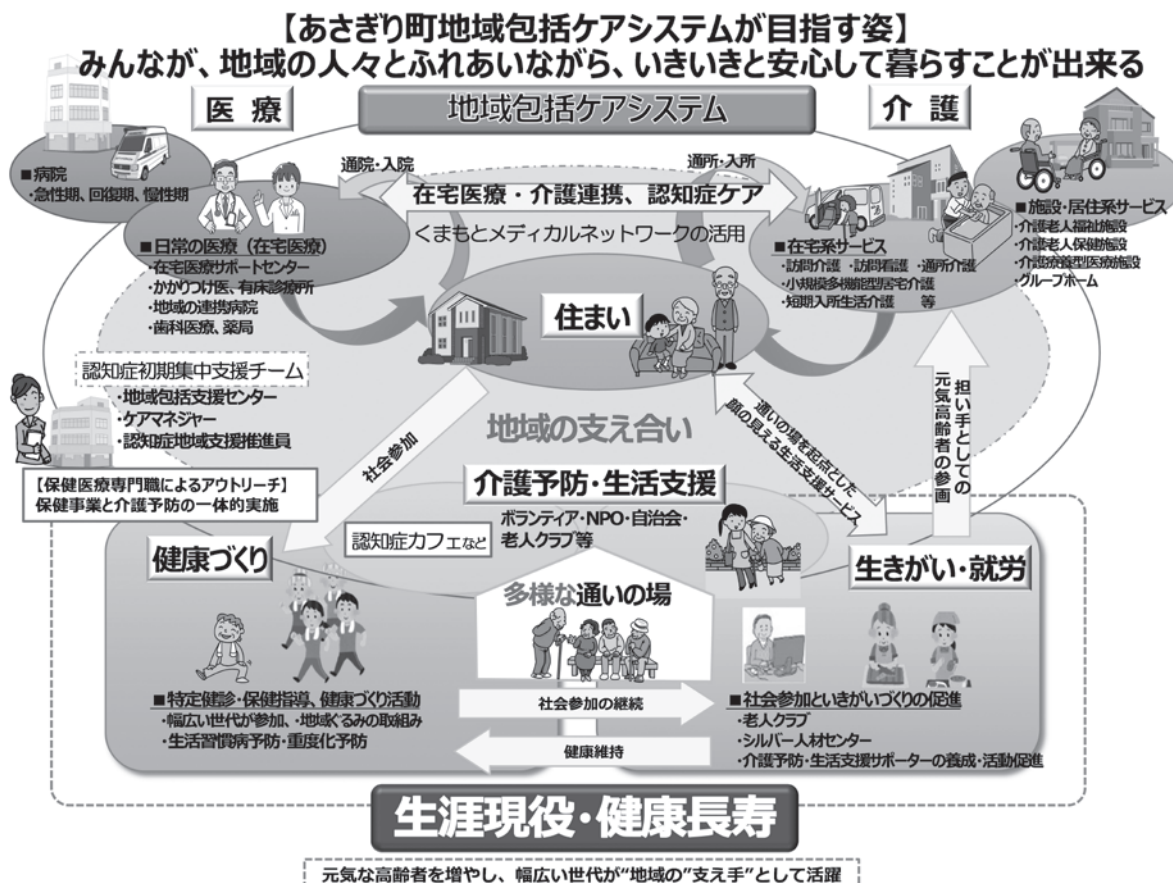 【あさぎり町地域包括ケアシステムが目指す姿】
みんなが、地域の人々とふれあいながら、いきいきと安心して暮らすことが出来る
医療
地域包括ケアシステム
介護
■病院
・急性期、回復期、慢性期
通院・入院
通所・入所
在宅医療・介護連携、認知症ケア
くまもとメディカルネットワークの活用
■日常の医療（在宅医療）
・在宅医療サポートセンター
・かかりつけ医、有床診療所
・地域の連携病院
・歯科医療、薬局
■在宅系サービス
・訪問介護 ・訪問看護 ・通所介護
・小規模多機能型居宅介護
・短期入所生活介護 等
■施設・居住系サービス
・介護老人福祉施設
・介護老人保健施設
・介護療養型医療施設
・グループホーム
住まい
認知症初期集中支援チーム
・地域包括支援センター
・ケアマネジャー
・認知症地域支援推進員
【保健医療専門職によるアウトリーチ】
保健事業と介護予防の一体的実施
社会参加
地域の支え合い
通いの場を起点とした
顔の見える生活支援サービス
担い手としての
元気高齢者の参画
介護予防・生活支援
ボランティア・NPO・自治会・
老人クラブ等
認知症カフェなど
健康づくり
多様な通いの場
生きがい・就労
■特定健診・保健指導、健康づくり活動
・幅広い世代が参加、・地域ぐるみの取組み
・生活習慣病予防・重度化予防
社会参加の継続
健康維持
■社会参加といきがいづくりの促進
・老人クラブ
・シルバー人材センター
・介護予防・生活支援サポーターの養成・活動促進
生涯現役・健康長寿
元気な高齢者を増やし、幅広い世代が“地域の”支え手”として活躍